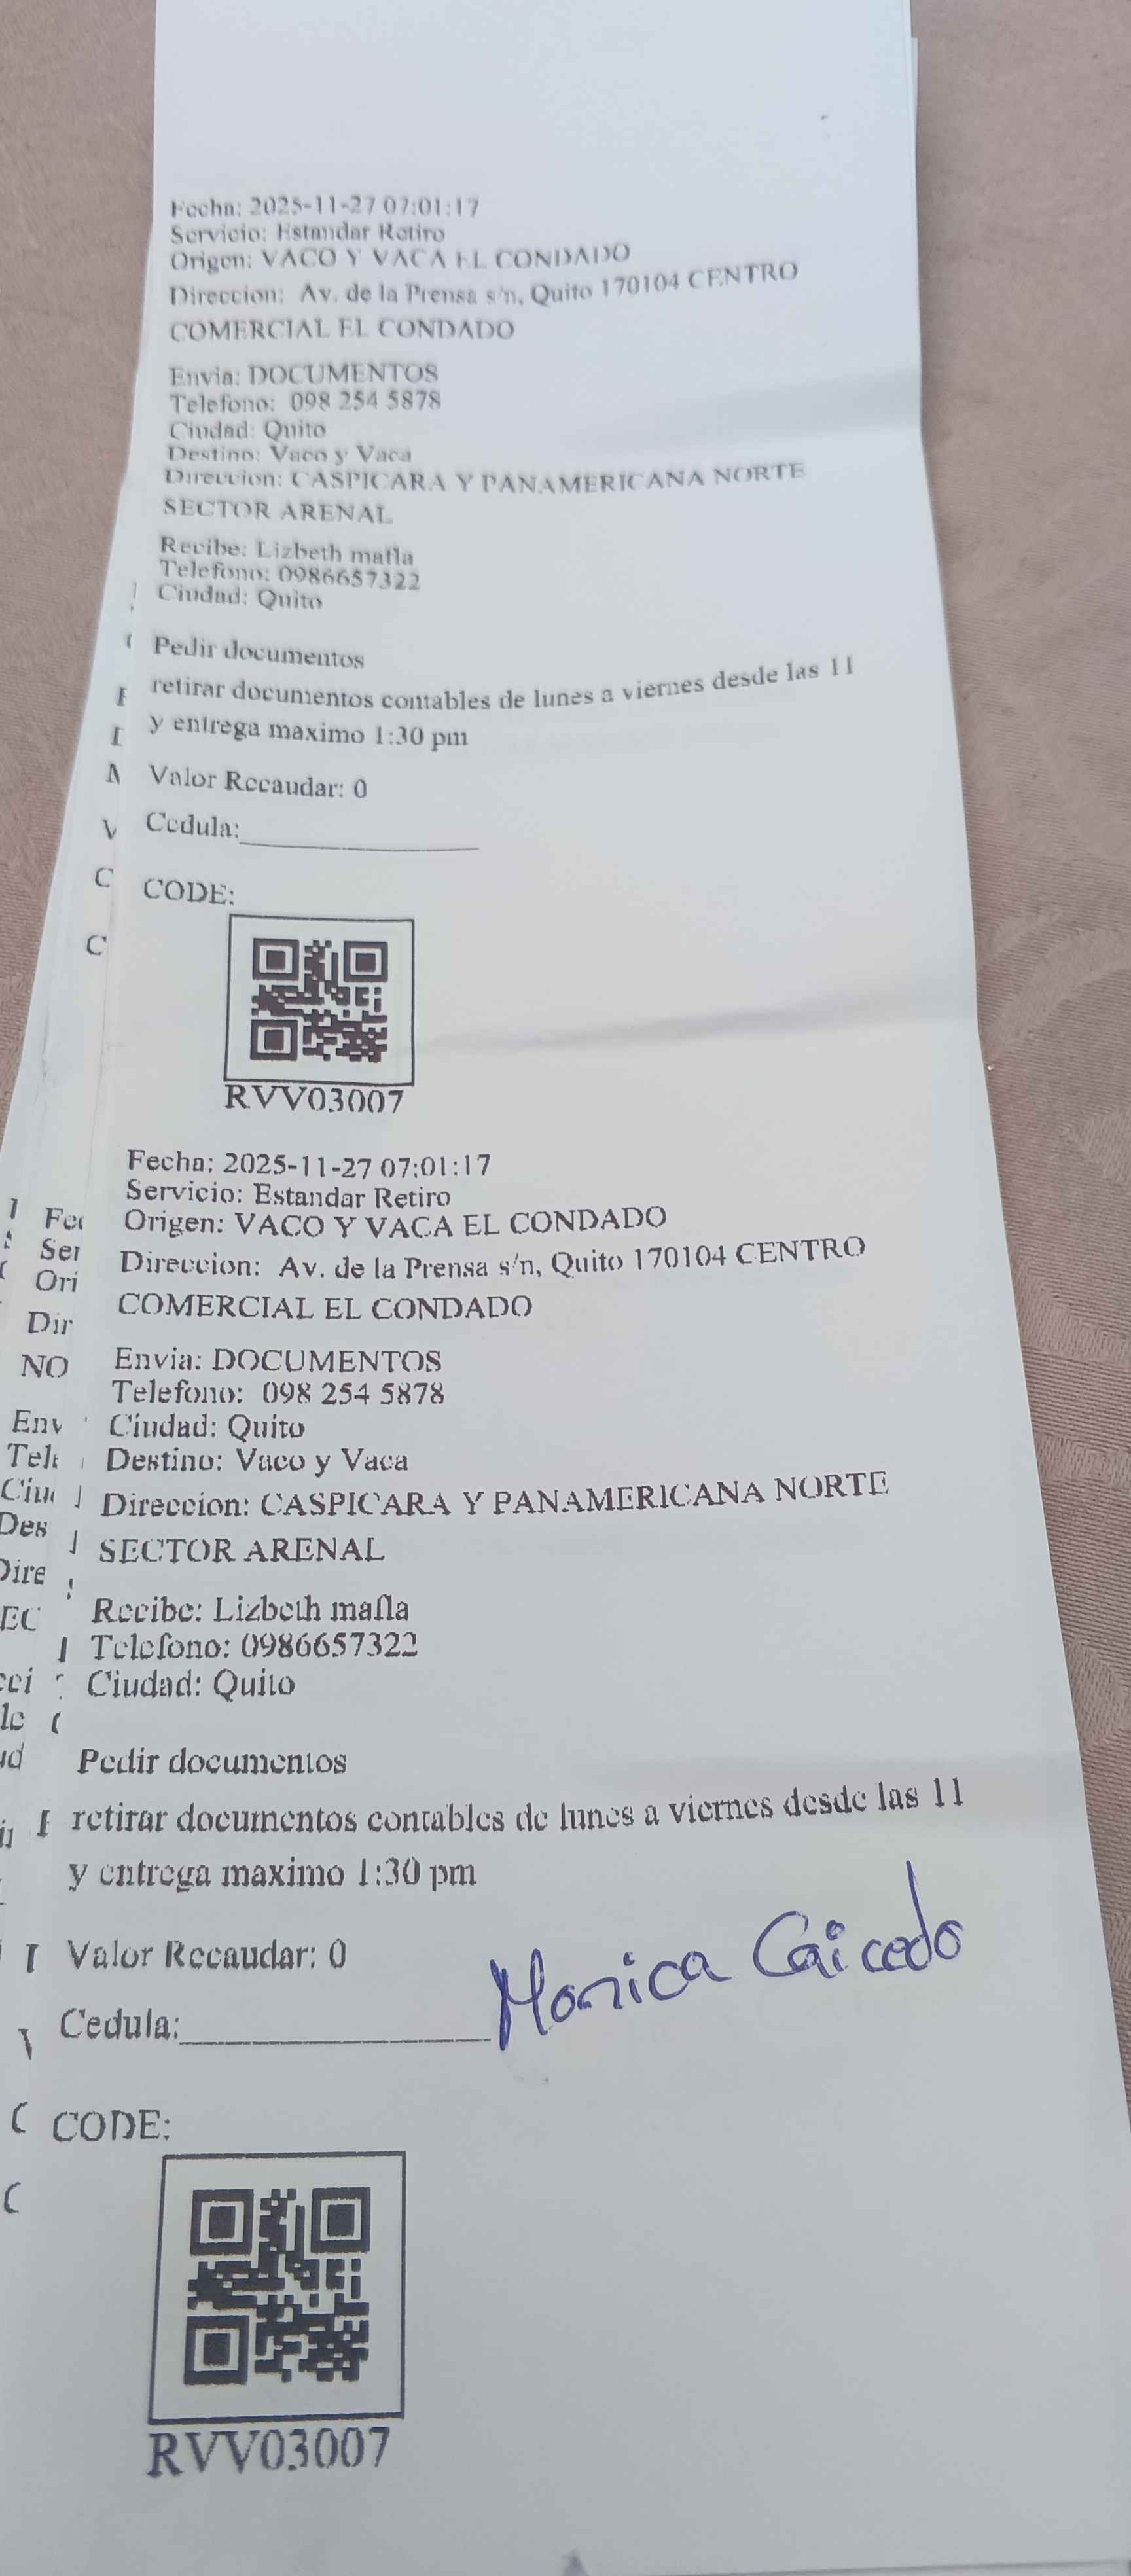 Fecha: 2025-11-27 07:01:17
Servicio: Estandar Retiro
Origen: VACO Y VACA EL CONDADO
Direccion: Av. de la Prensa s/n, Quito 170104 CENTRO
COMERCIAL EL CONDADO
Envia: DOCUMENTOS
Telefono: 098 254 5878
Ciudad: Quito
Destino: Vaco y Vaca
Direccion: CASPICARA Y PANAMERICANA NORTE
SECTOR ARENAL
Recibe: Lizbeth mafla
Telefono: 0986657322
Ciudad: Quito
Pedir documentos
retirar documentos contables de lunes a viernes desde las 11
y entrega maximo 1:30 pm
Valor Recaudar: 0
Cedula:
CODE:
RVV03007
Fecha: 2025-11-27 07:01:17
Servicio: Estandar Retiro
Origen: VACO Y VACA EL CONDADO
Direccion: Av. de la Prensa s/n, Quito 170104 CENTRO
COMERCIAL EL CONDADO
Envia: DOCUMENTOS
Telefono: 098 254 5878
Ciudad: Quito
Destino: Vaco y Vaca
Direccion: CASPICARA Y PANAMERICANA NORTE
SECTOR ARENAL
Recibe: Lizbeth mafla
Telefono: 0986657322
Ciudad: Quito
Pedir documentos
retirar documentos contables de lunes a viernes desde las 11
y entrega maximo 1:30 pm
Valor Recaudar: 0
Cedula: Monica Caicedo
CODE:
RVV03007